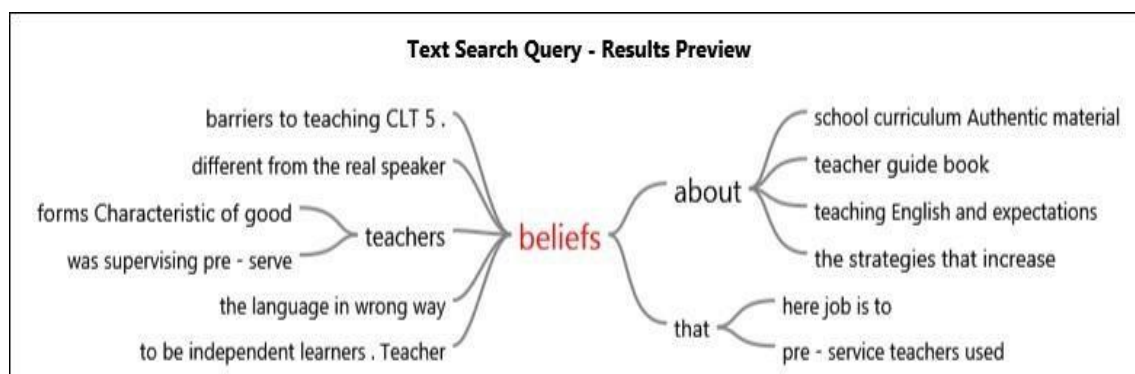 Text Search Query - Results Preview
barriers to teaching CLT 5 .
different from the real speaker
forms Characteristic of good
was supervising pre - serve
teachers
the language in wrong way
to be independent learners . Teacher
beliefs
about
school curriculum Authentic material
teacher guide book
teaching English and expectations
the strategies that increase
that
here job is to
pre - service teachers used